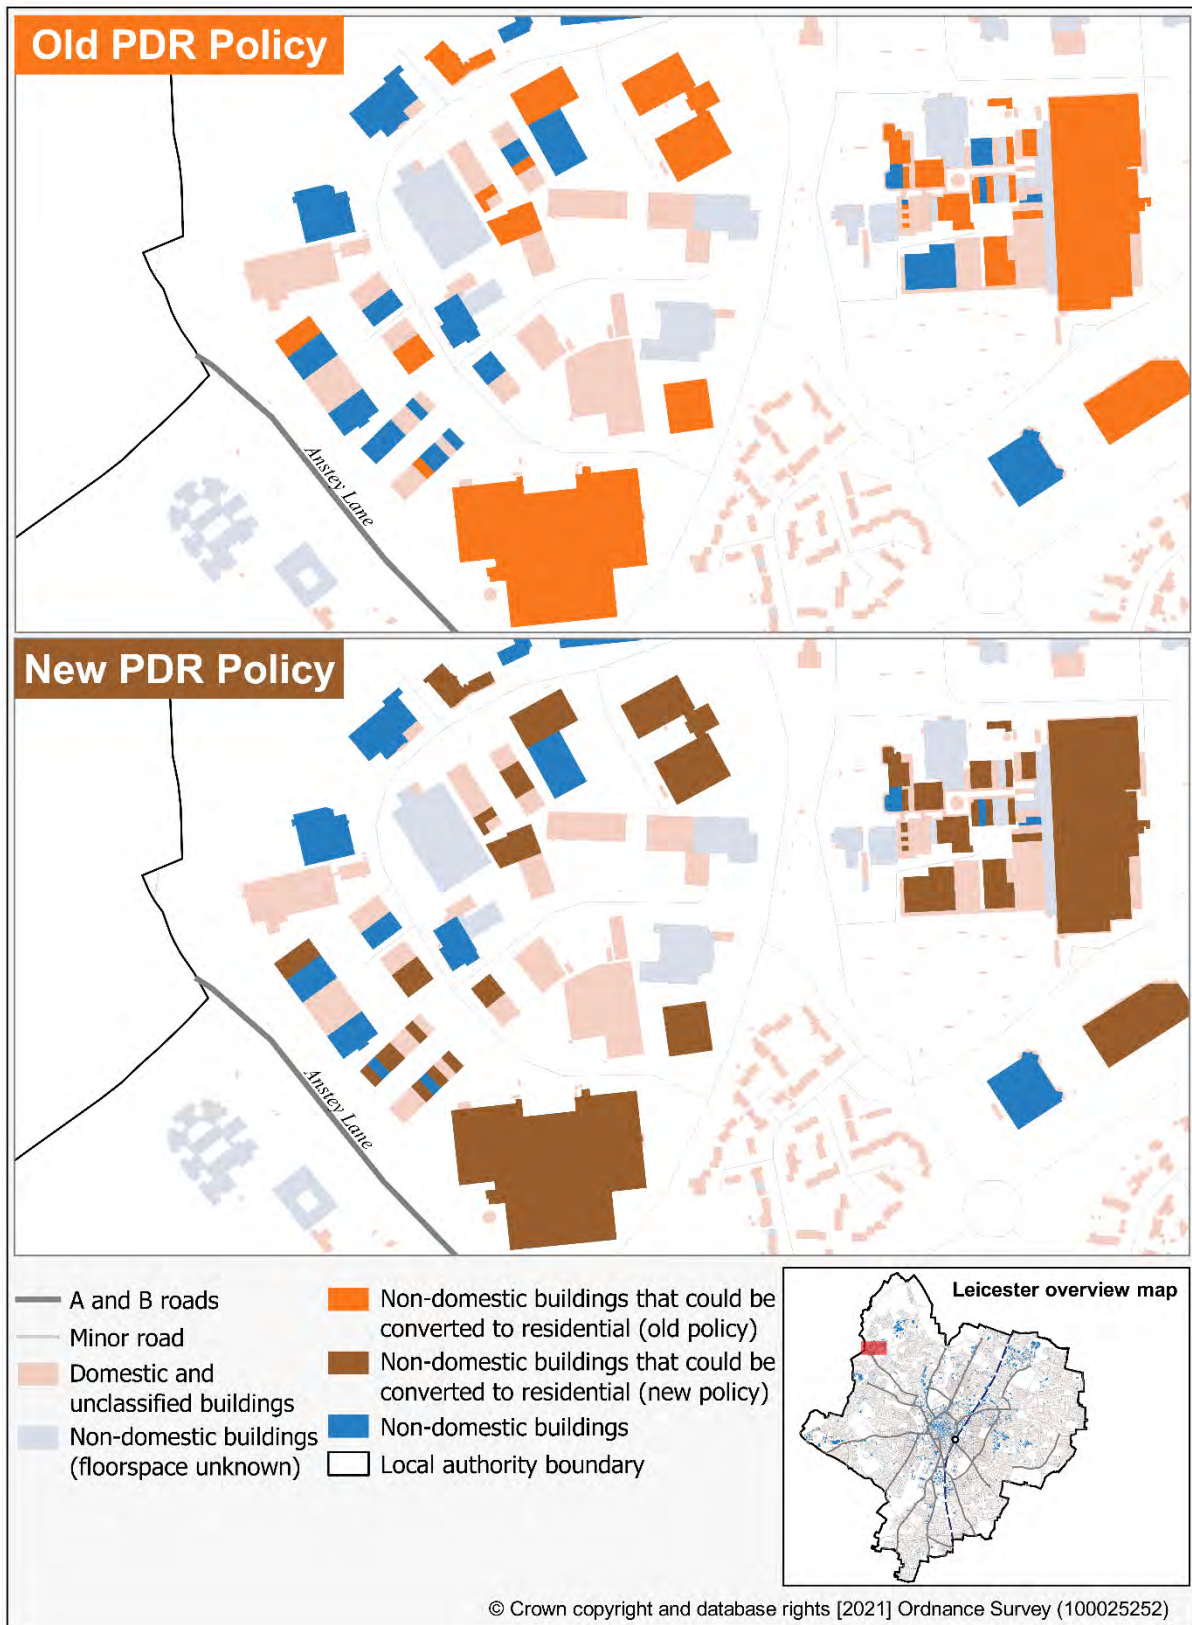 Old PDR Policy
Anstey Lane
New PDR Policy
Anstey Lane
A and B roads
Minor road
Domestic and
unclassified buildings
Non-domestic buildings
(floorspace unknown)
Non-domestic buildings that could be
converted to residential (old policy)
Non-domestic buildings that could be
converted to residential (new policy)
Non-domestic buildings
Local authority boundary
Leicester overview map
© Crown copyright and database rights [2021] Ordnance Survey (100025252)